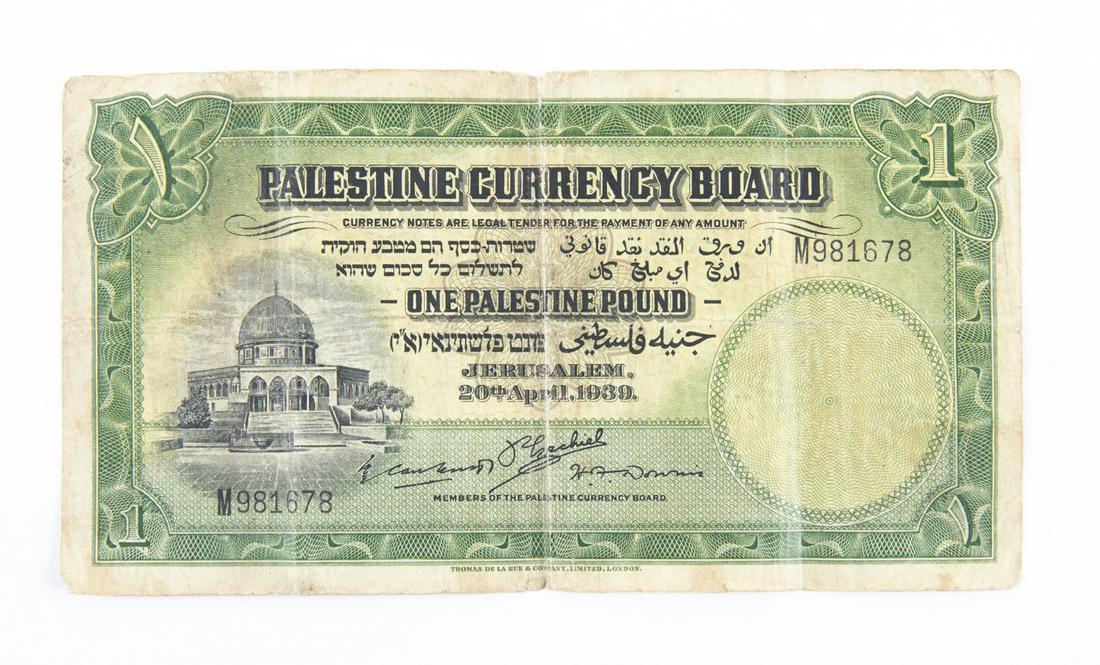 ١ 1
PALESTINE CURRENCY BOARD
CURRENCY NOTES ARE LEGAL TENDER FOR THE PAYMENT OF ANY AMOUNT
שטרות-כסף הם מטבע חוקית ان ورق النقد نقد قانوني
M981678
לתשלום כל סכום שהוא لدفع اي مبلغ كان
ONE PALESTINE POUND
פונט פלשתינאי (א״י) جنيه فلسطيني
JERUSALEM.
20th April, 1939.
MEMBERS OF THE PALESTINE CURRENCY BOARD.
M981678
1 ١
THOMAS DE LA RUE & COMPANY, LIMITED, LONDON.